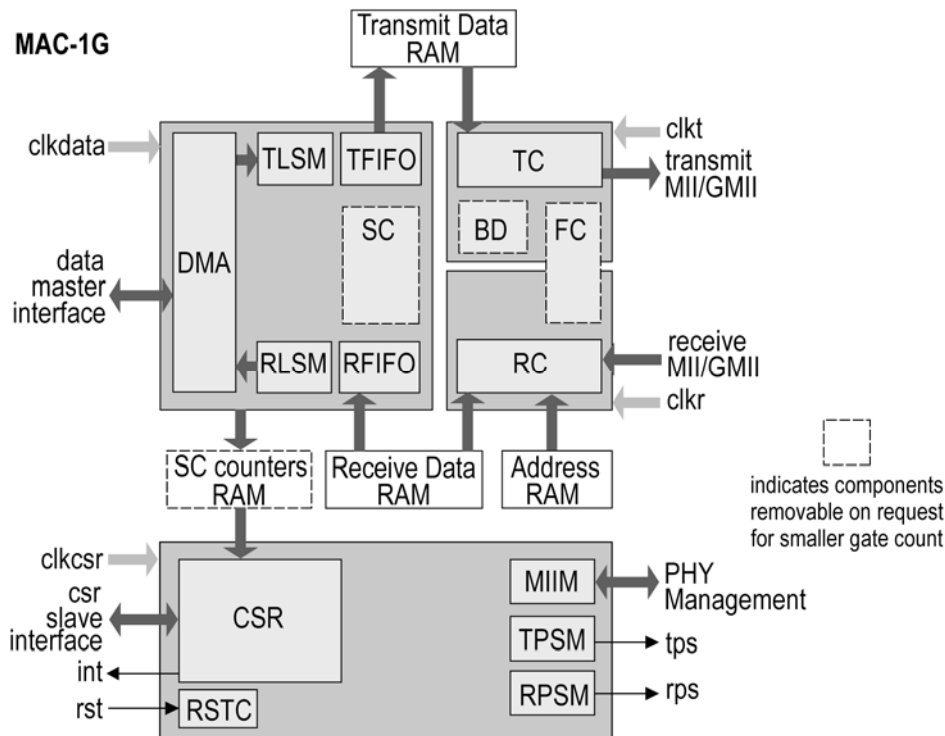 MAC-1G
Transmit Data
RAM
clkdata
TLSM
TFIFO
TC
clkt
transmit
MII/GMII
DMA
SC
BD
FC
data
master
interface
RLSM
RFIFO
RC
receive
MII/GMII
clkr
SC counters
RAM
Receive Data
RAM
Address
RAM
indicates components
removable on request
for smaller gate count
clkcsr
csr
slave
interface
CSR
MIIM
PHY
Management
TPSM
tps
int
RPSM
rps
rst
RSTC